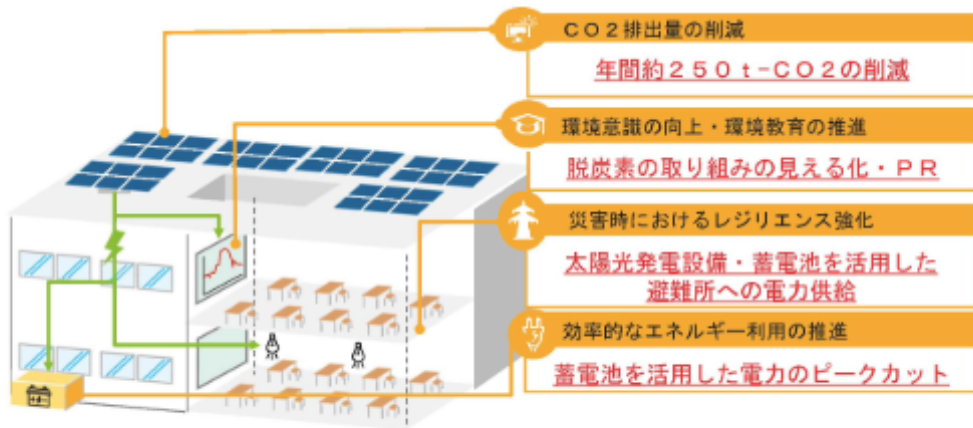 CO2排出量の削減
年間約250t-CO2の削減
環境意識の向上・環境教育の推進
脱炭素の取り組みの見える化・PR
災害時におけるレジリエンス強化
太陽光発電設備・蓄電池を活用した
避難所への電力供給
効率的なエネルギー利用の推進
蓄電池を活用した電力のピークカット